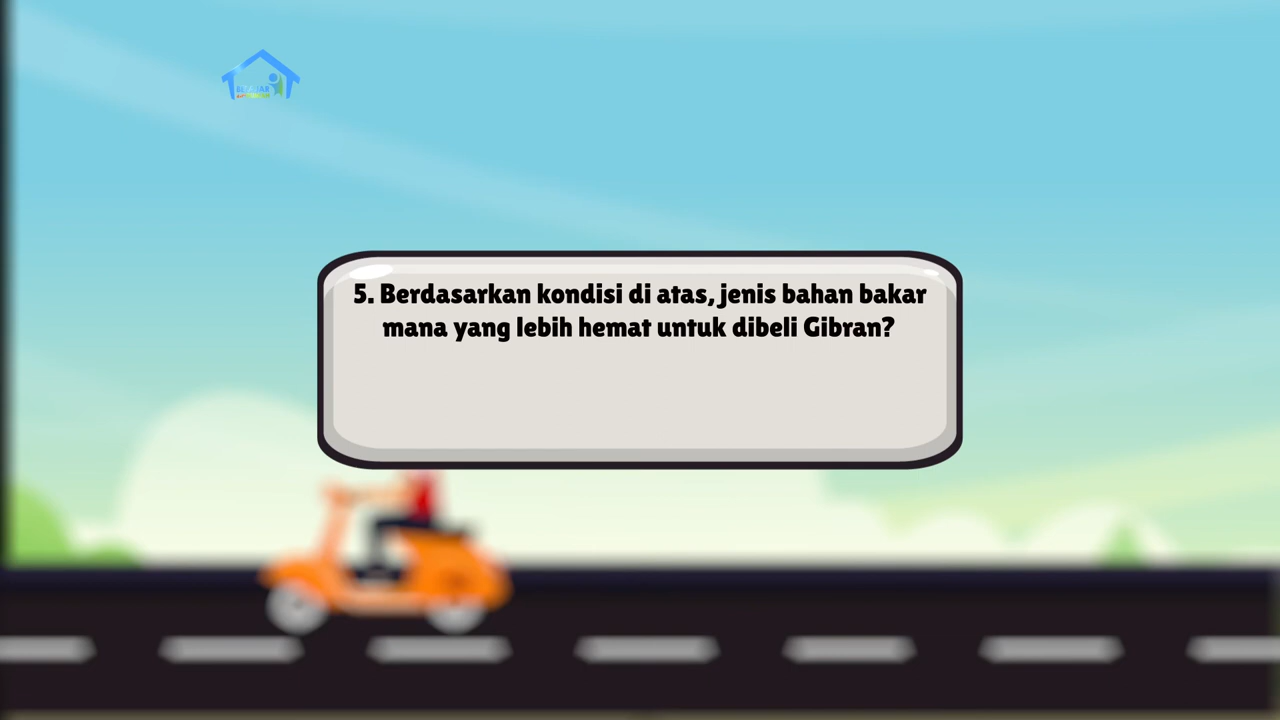 5. Berdasarkan kondisi di atas, jenis bahan bakar
mana yang lebih hemat untuk dibeli Gibran?